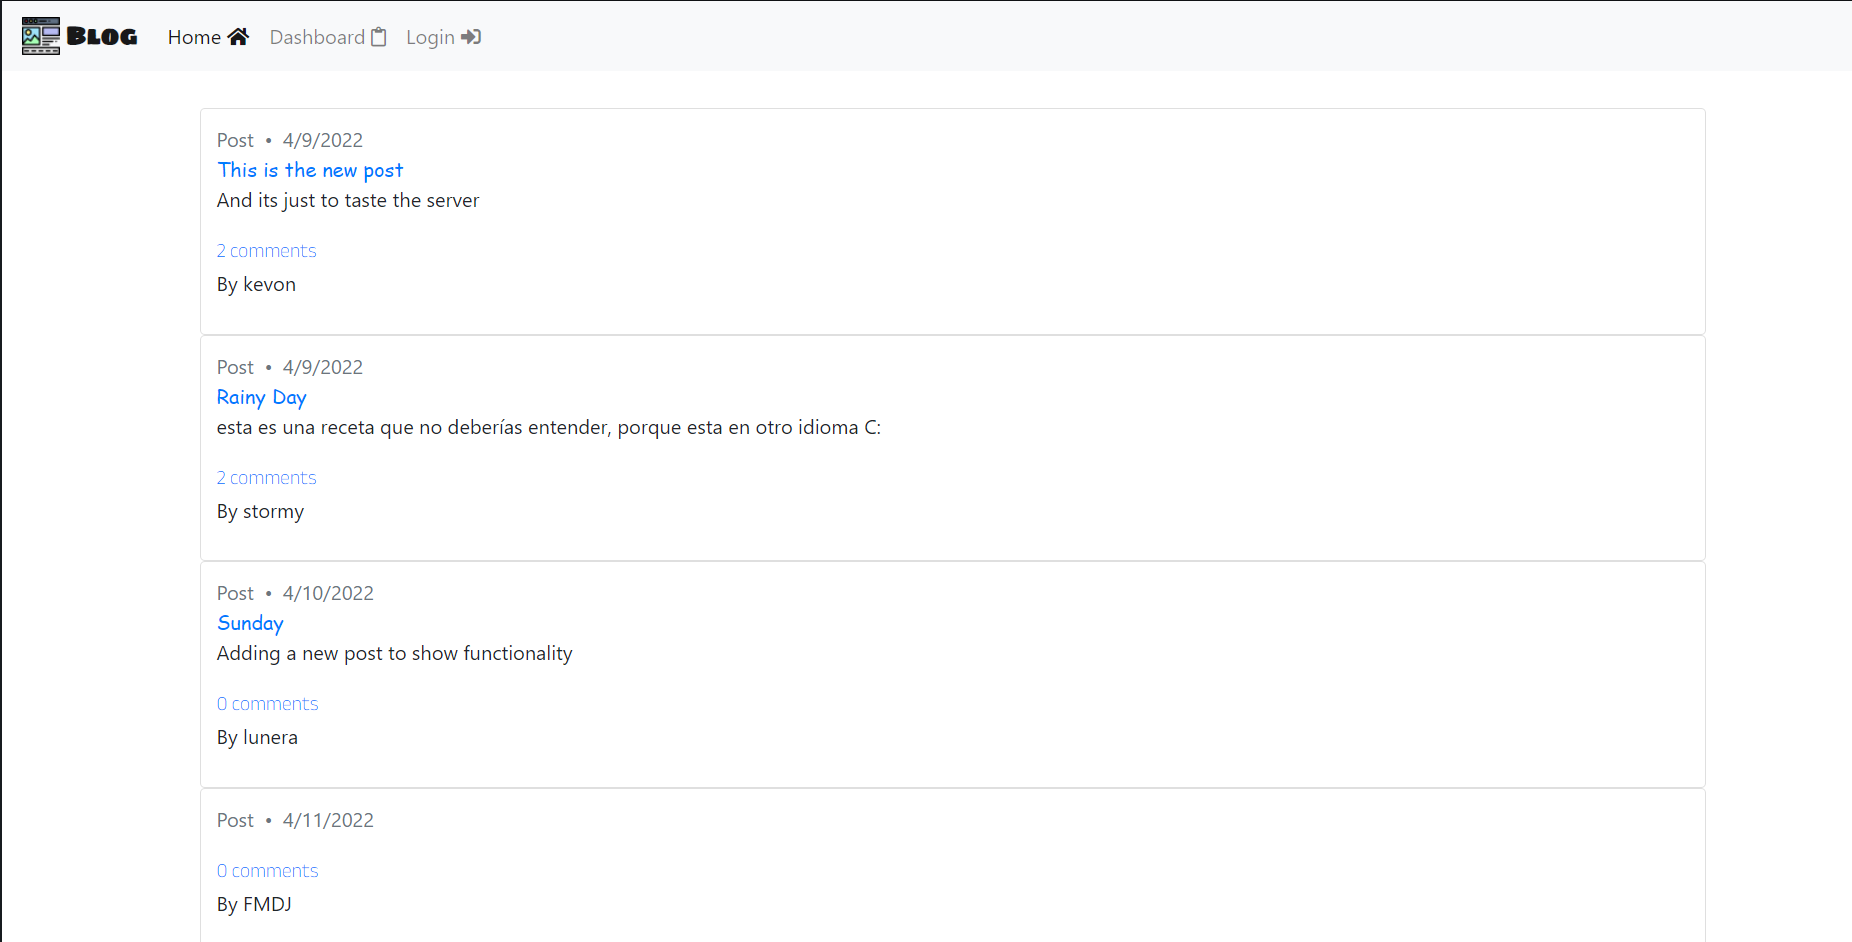 Blog Home Dashboard Login
Post • 4/9/2022
This is the new post
And its just to taste the server
2 comments
By kevon
Post • 4/9/2022
Rainy Day
esta es una receta que no deberías entender, porque esta en otro idioma C:
2 comments
By stormy
Post • 4/10/2022
Sunday
Adding a new post to show functionality
0 comments
By lunera
Post • 4/11/2022
0 comments
By FMDJ